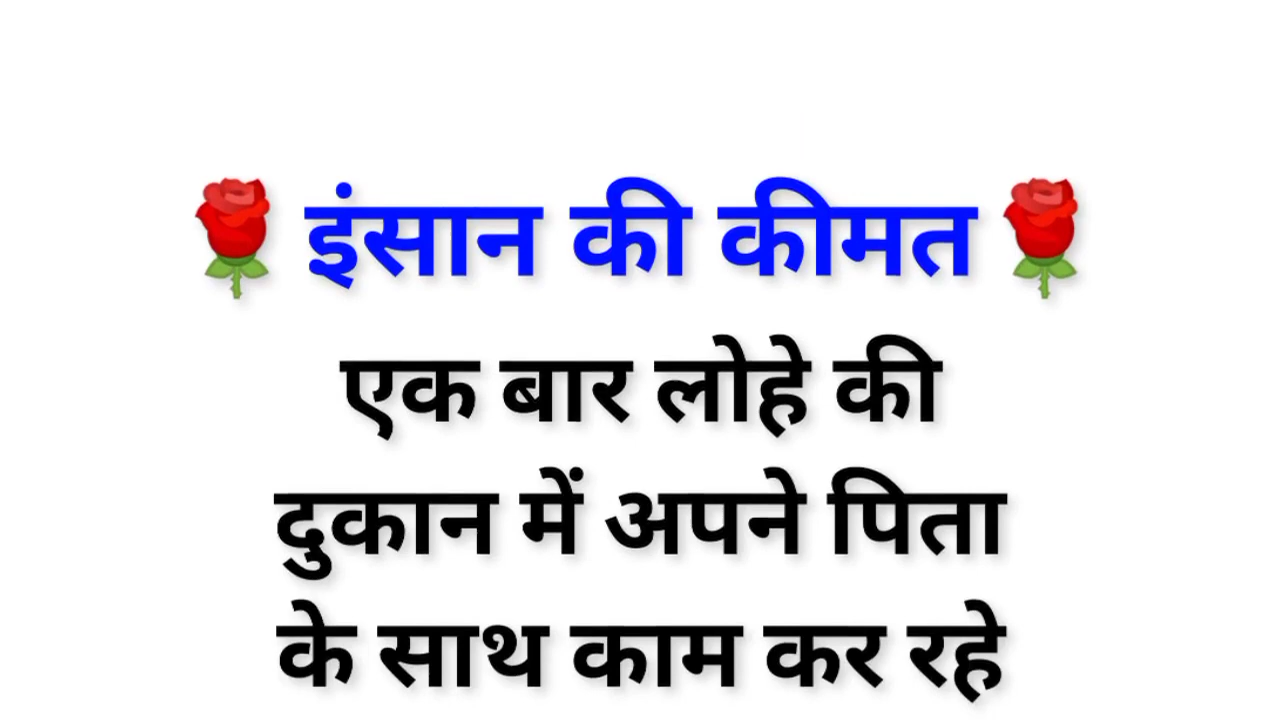 🌹 इंसान की कीमत 🌹
एक बार लोहे की
दुकान में अपने पिता
के साथ काम कर रहे